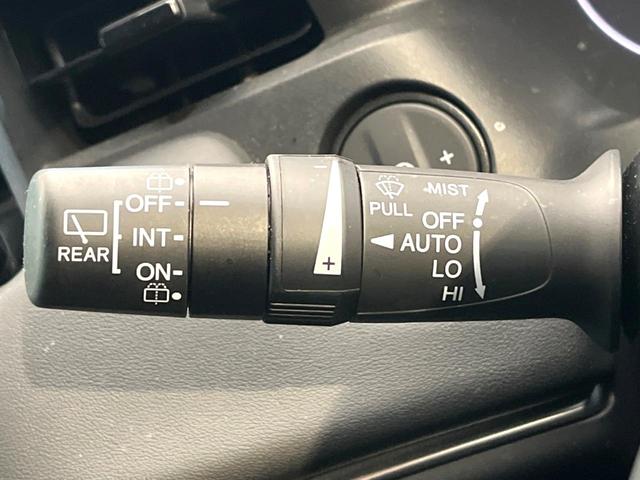 REAR
OFF
INT
ON
-
+
+
PULL
MIST
OFF
AUTO
LO
HI